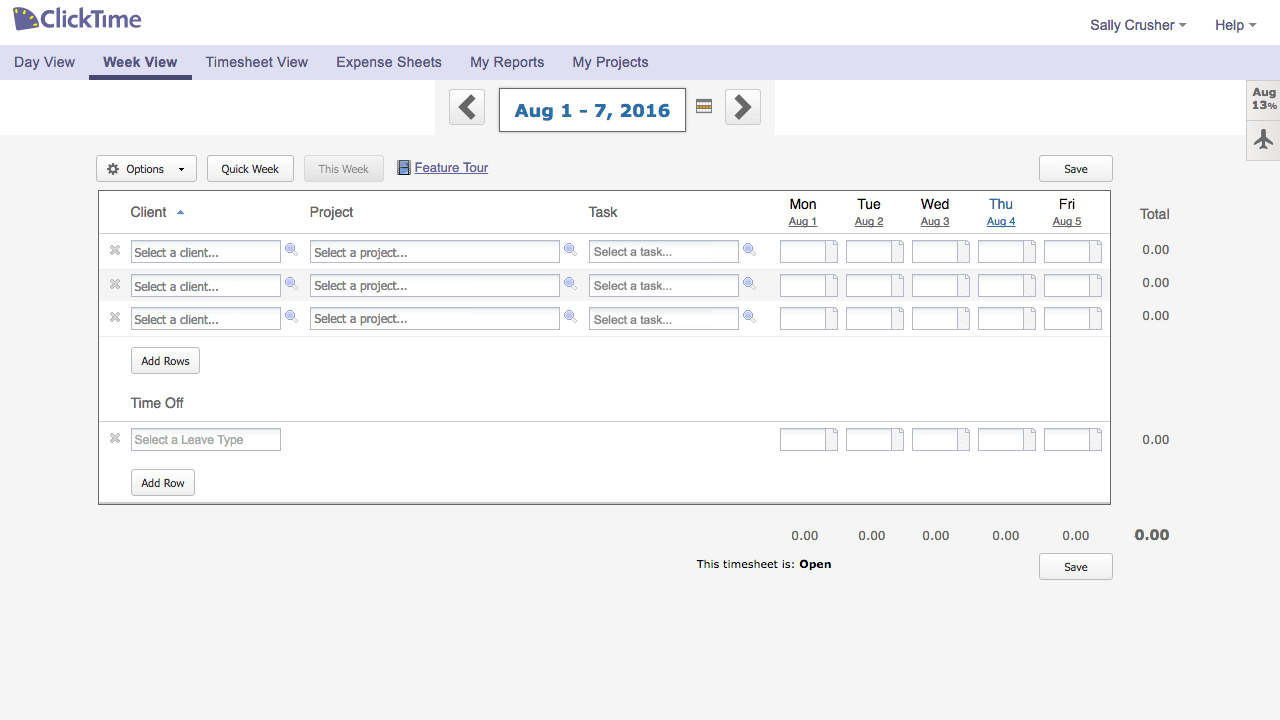 ClickTime
Sally Crusher Help
Day View Week View Timesheet View Expense Sheets My Reports My Projects
Aug 1 - 7, 2016
Aug
13%
Options Quick Week This Week Feature Tour Save
Client Project Task Mon Tue Wed Thu Fri Total
Aug 1 Aug 2 Aug 3 Aug 4 Aug 5
Select a client... Select a project... Select a task... 0.00
Select a client... Select a project... Select a task... 0.00
Select a client... Select a project... Select a task... 0.00
Add Rows
Time Off
Select a Leave Type 0.00
Add Row
0.00 0.00 0.00 0.00 0.00 0.00
This timesheet is: Open Save